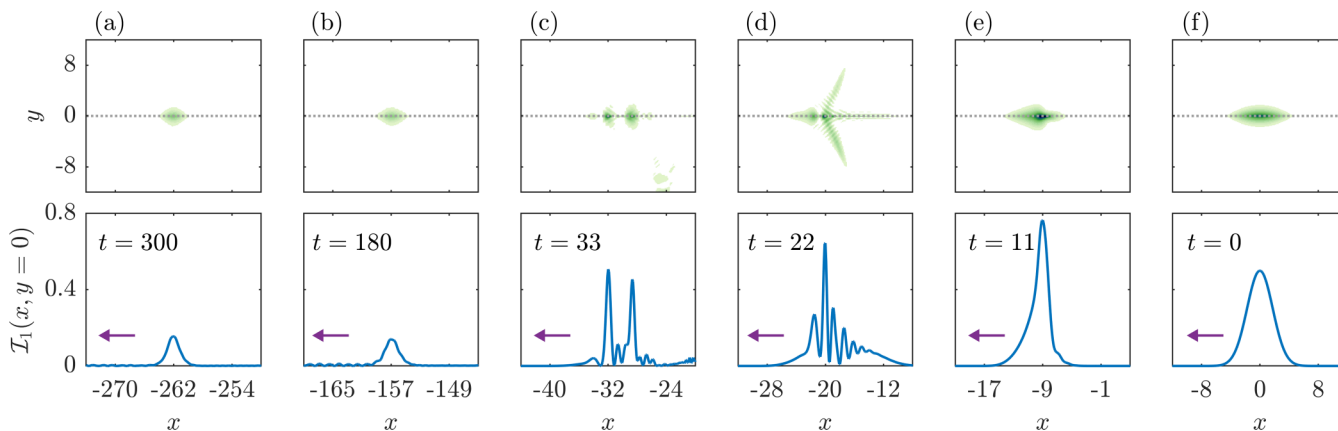 (a) (b) (c) (d) (e) (f)
8
y 0
-8
0.8
t = 300 t = 180 t = 33 t = 22 t = 11 t = 0
0.4
I₁(x, y = 0)
0
-270 -262 -254 -165 -157 -149 -40 -32 -24 -28 -20 -12 -17 -9 -1 -8 0 8
x x x x x x